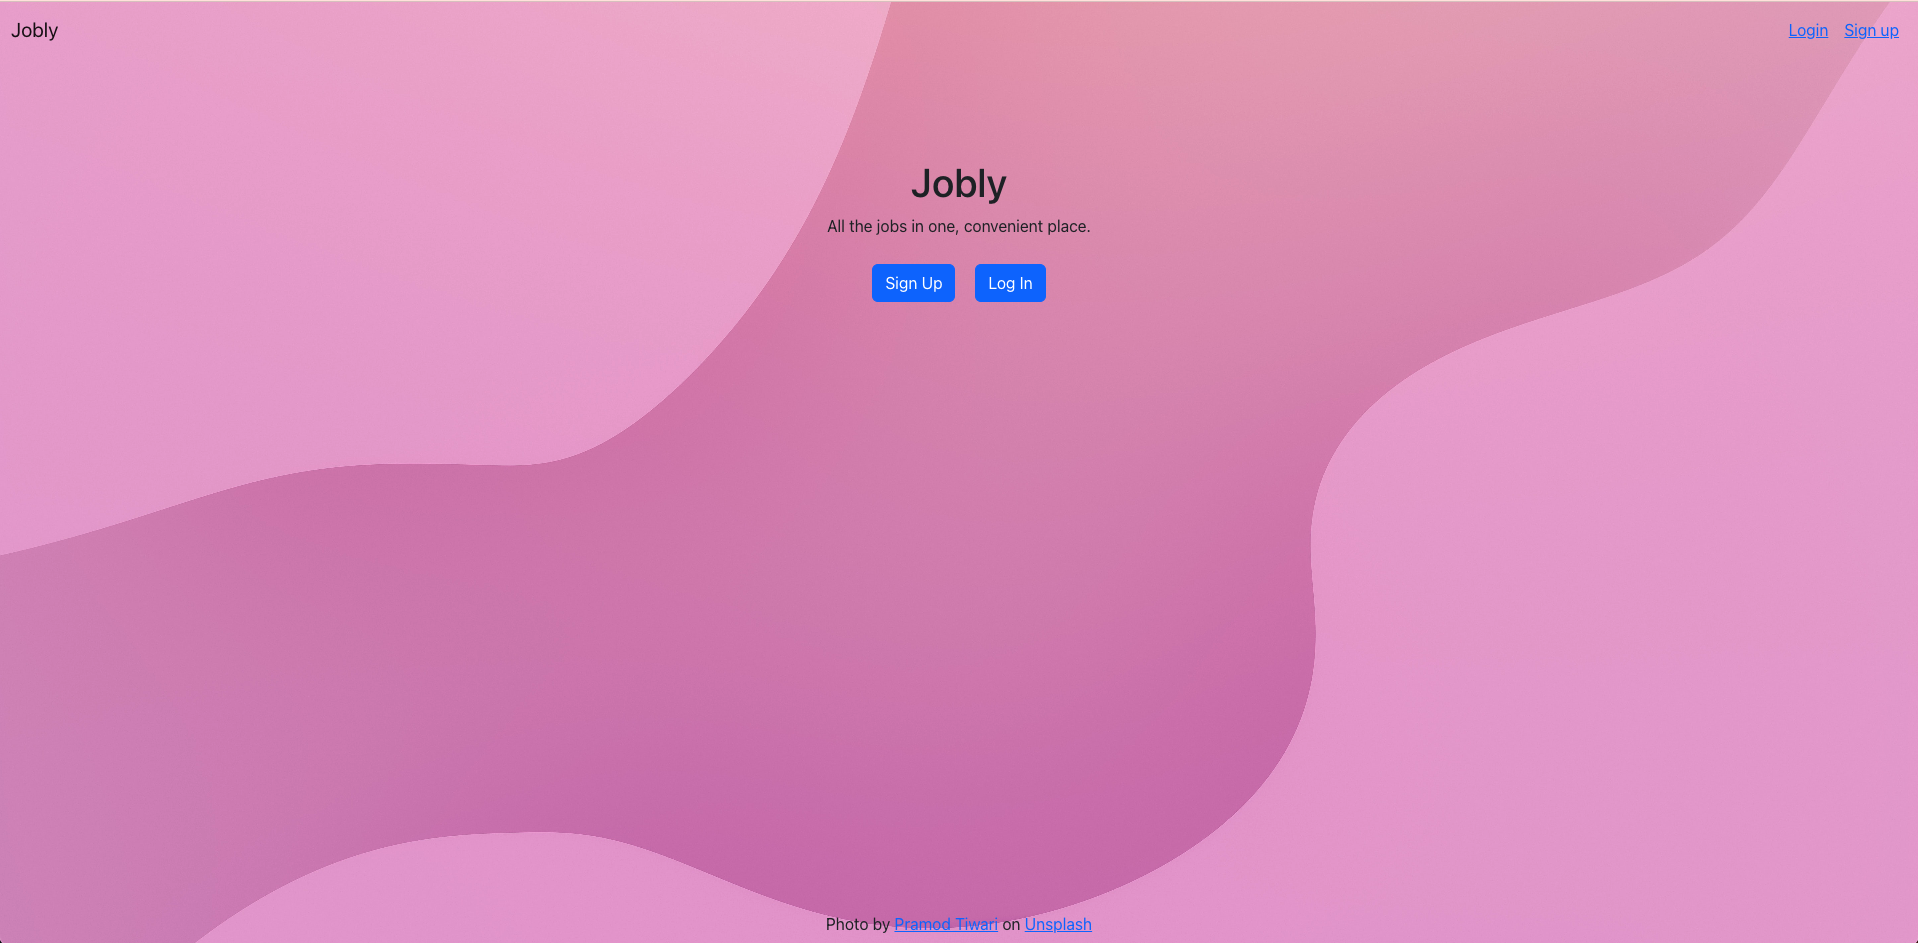 Jobly
Login Sign up
Jobly
All the jobs in one, convenient place.
Sign Up Log In
Photo by Pramod Tiwari on Unsplash